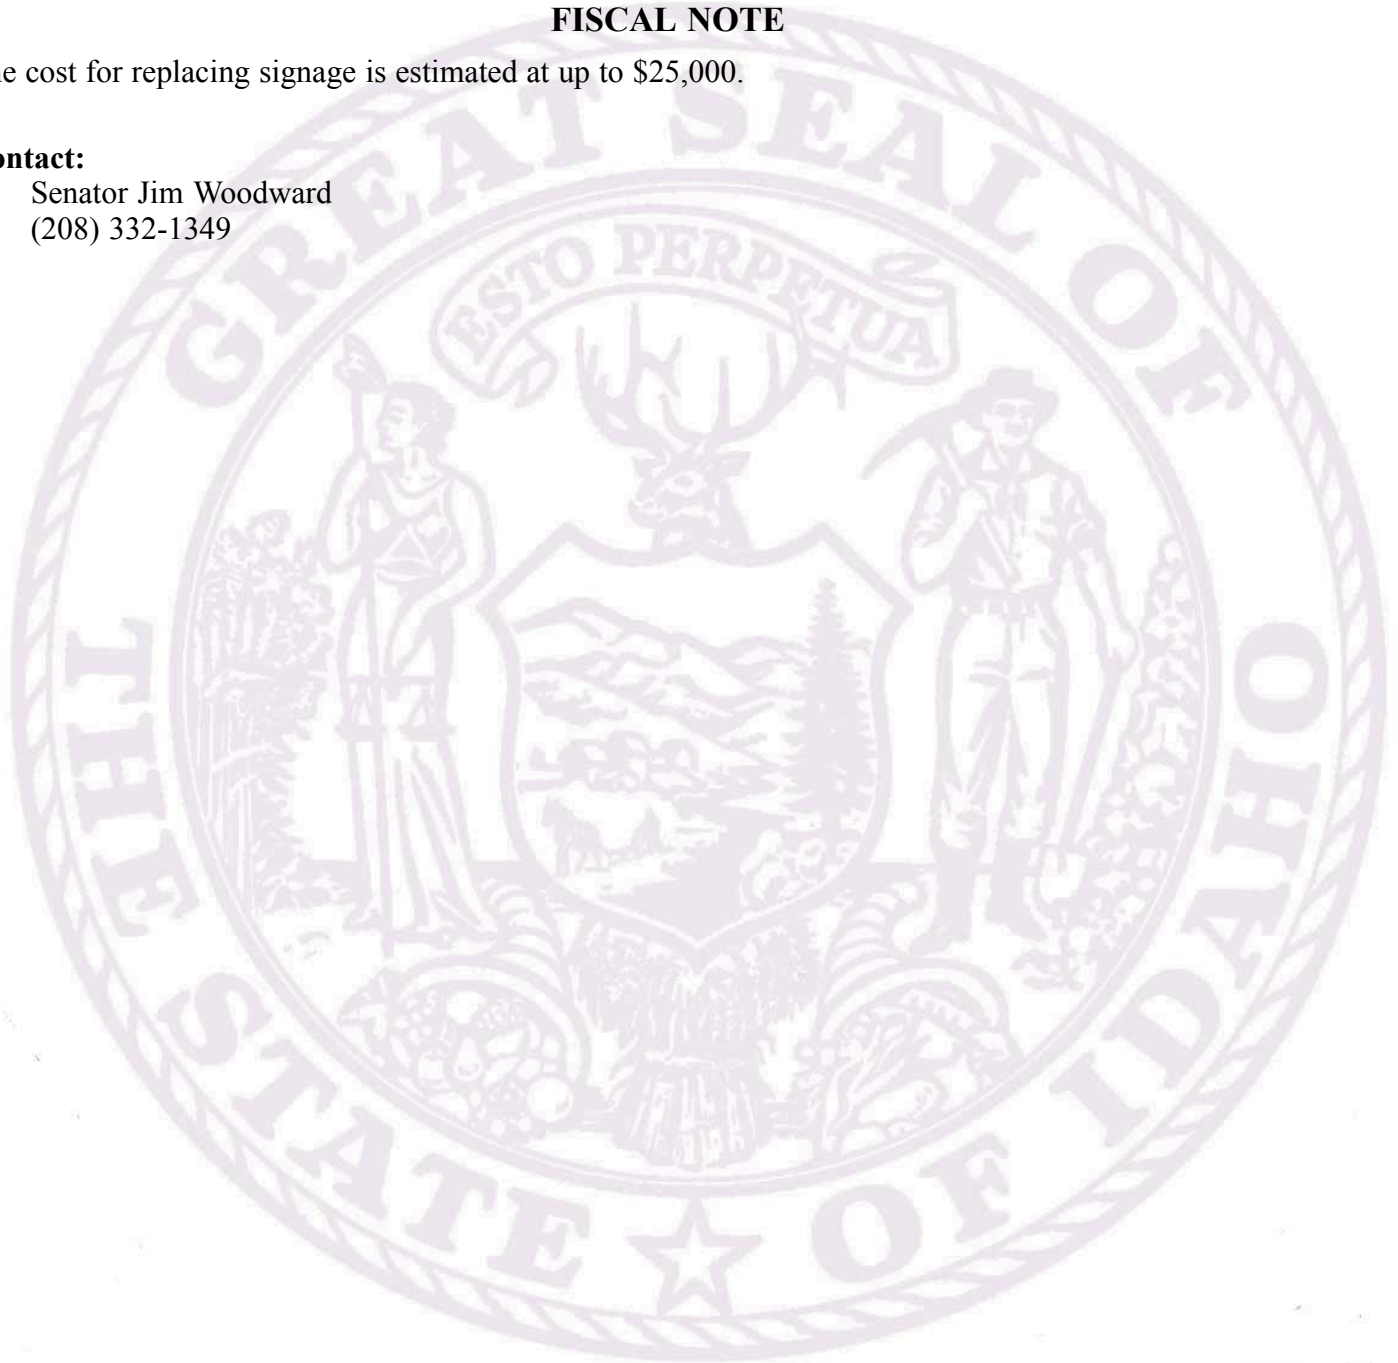 FISCAL NOTE
he cost for replacing signage is estimated at up to $25,000.
ontact:
Senator Jim Woodward
(208) 332-1349
GREAT SEAL OF
ESTO PERPETUA
THE
STATE OF IDAHO